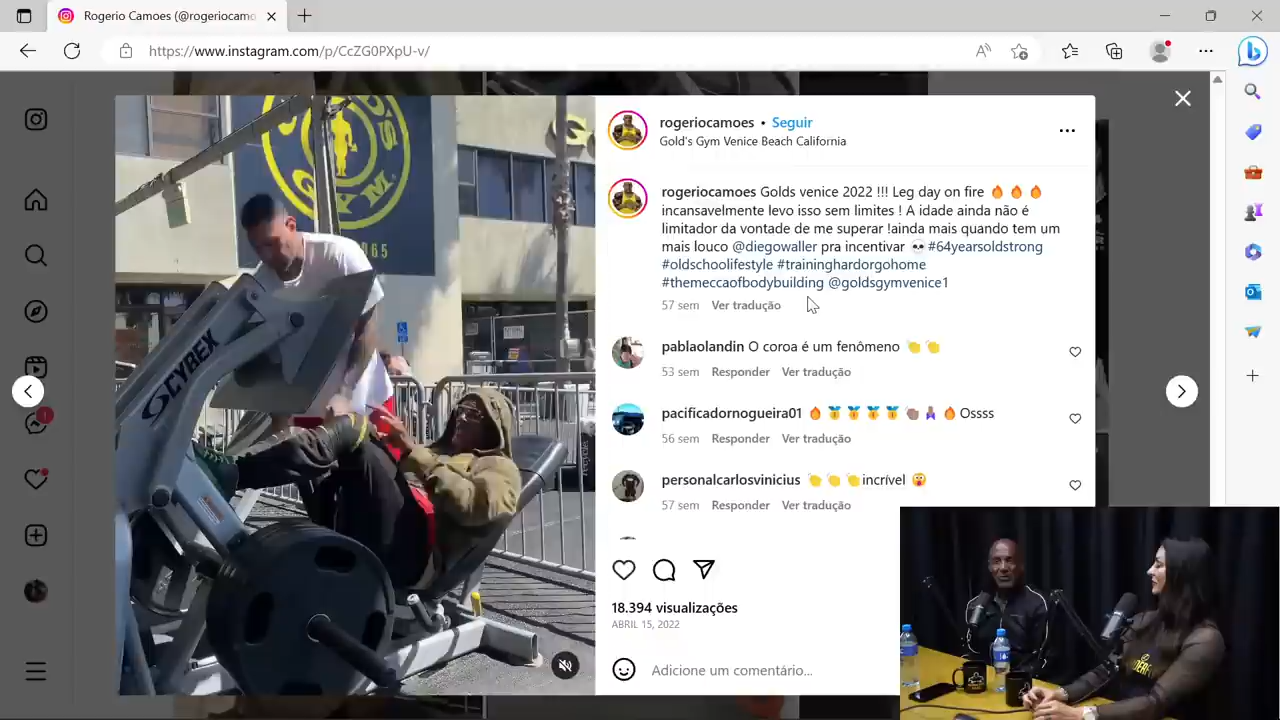 Rogerio Camoes (@rogeriocamo
https://www.instagram.com/p/CcZG0PXpU-v/
rogeriocamoes • Seguir
Gold's Gym Venice Beach California
rogeriocamoes Golds venice 2022 !!! Leg day on fire 🔥 🔥 🔥
incansavelmente levo isso sem limites ! A idade ainda não é
limitador da vontade de me superar !ainda mais quando tem um
mais louco @diegowaller pra incentivar 💀#64yearsoldstrong
#oldschoolifestyle #traininghardorgohome
#themeccaofbodybuilding @goldsgymvenice1
57 sem Ver tradução
pablaolandin O coroa é um fenômeno 👏 👏
53 sem Responder Ver tradução
pacificadornogueira01 🔥 🥇 🥇 🥇 🥇 👊🏽 🙏🏽 🔥Ossss
56 sem Responder Ver tradução
personalcarlosvinicius 👏 👏 👏incrível 😱
57 sem Responder Ver tradução
18.394 visualizações
ABRIL 15, 2022
Adicione um comentário...
GOLD'S GYM
CYBEX
1